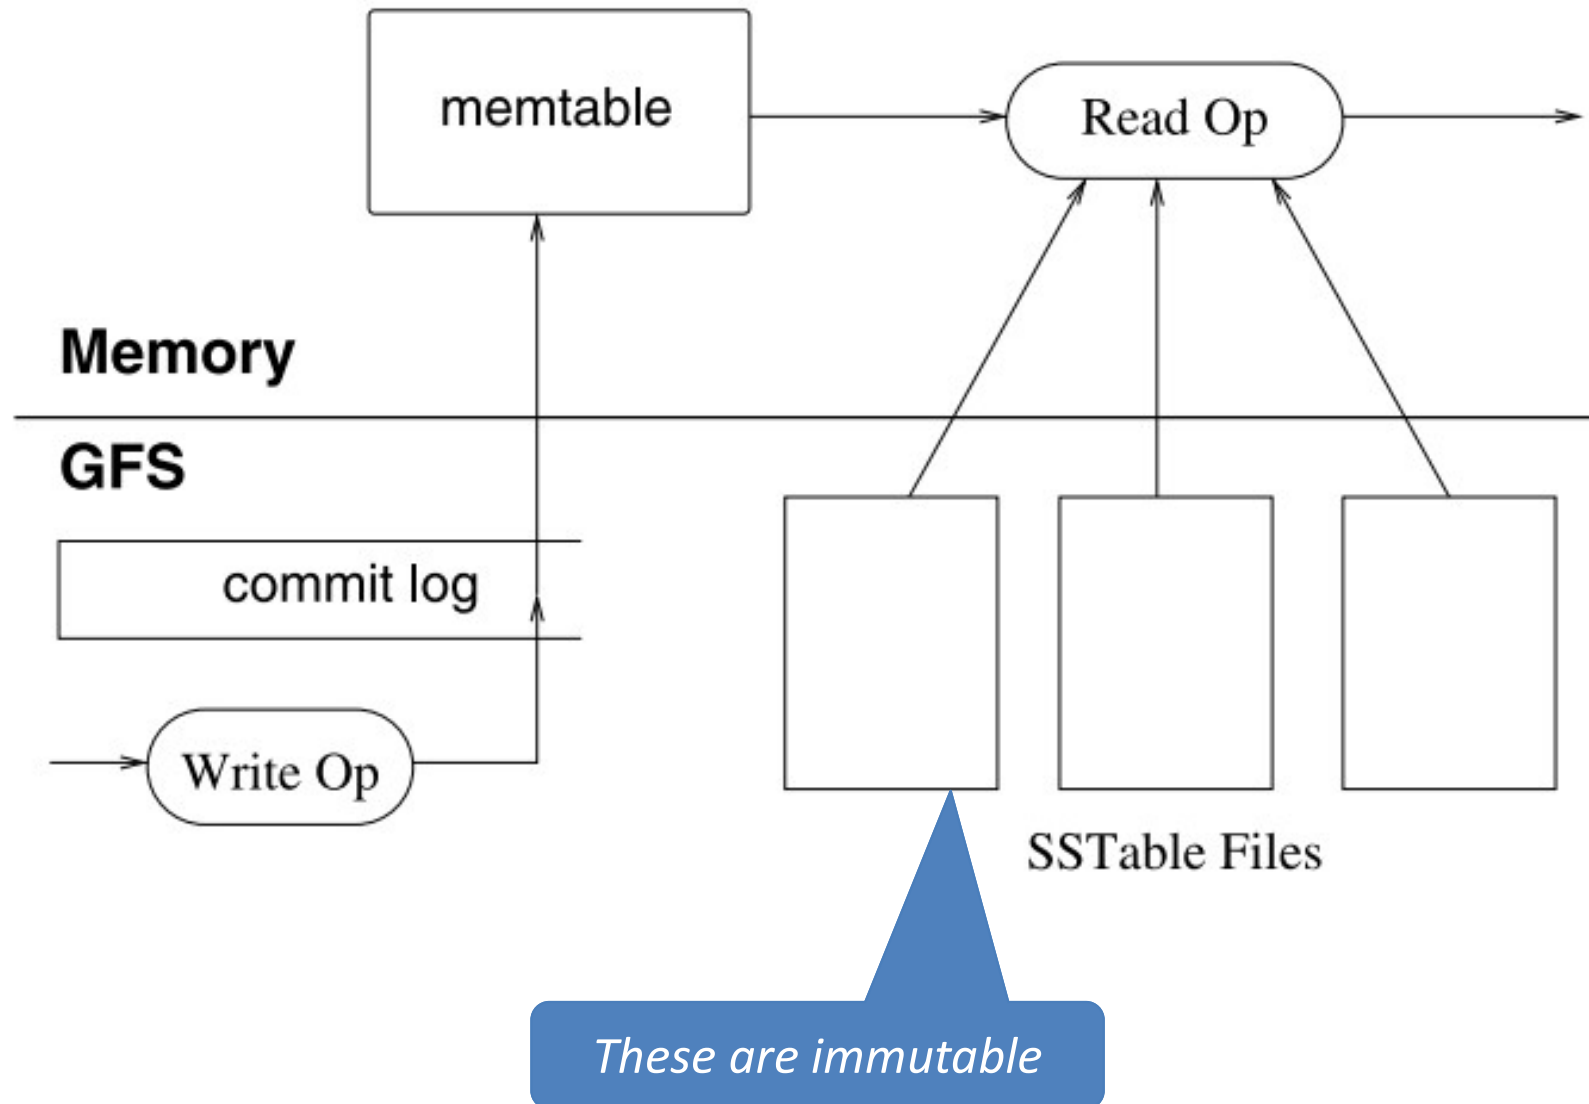 memtable
Read Op
Memory
GFS
commit log
Write Op
SSTable Files
These are immutable